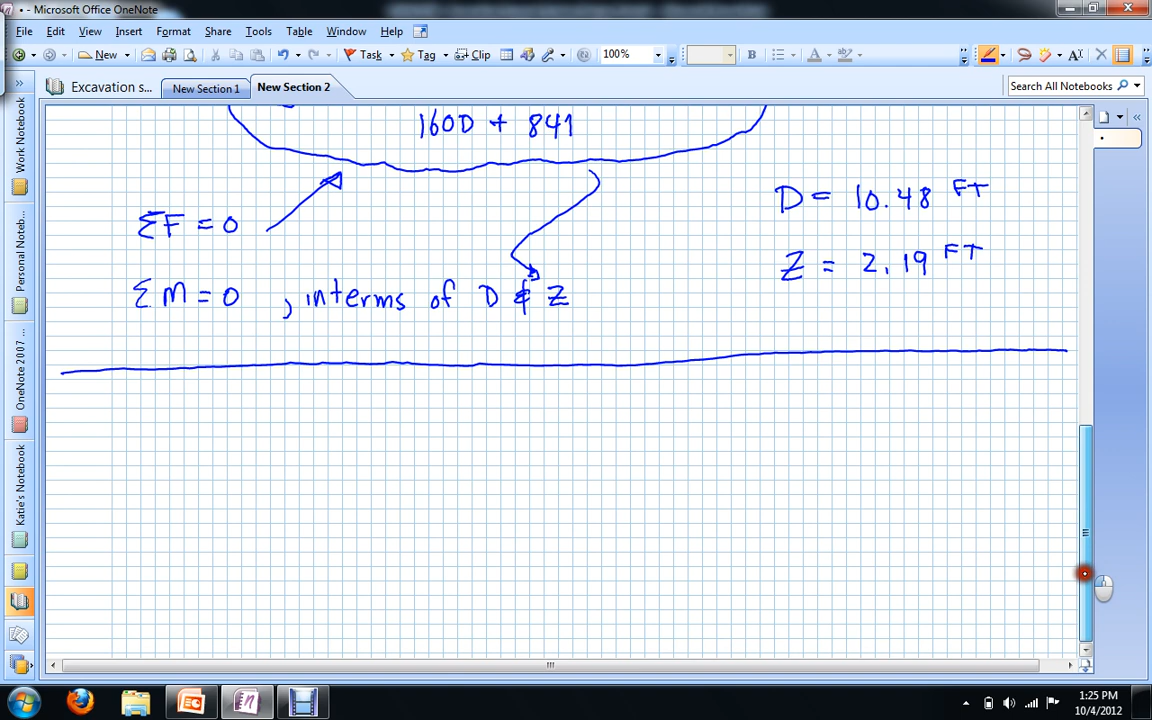 • - Microsoft Office OneNote
File Edit View Insert Format Share Tools Table Window Help
New Task Tag Clip 100% B
Excavation s... New Section 1 New Section 2 Search All Notebooks
Work Notebook
Personal Noteb...
OneNote 2007 ...
Katie's Notebook
160D + 841
D = 10.48 FT
ΣF = 0
Z = 2.19 FT
ΣM = 0 , interms of D & Z
1:25 PM
10/4/2012